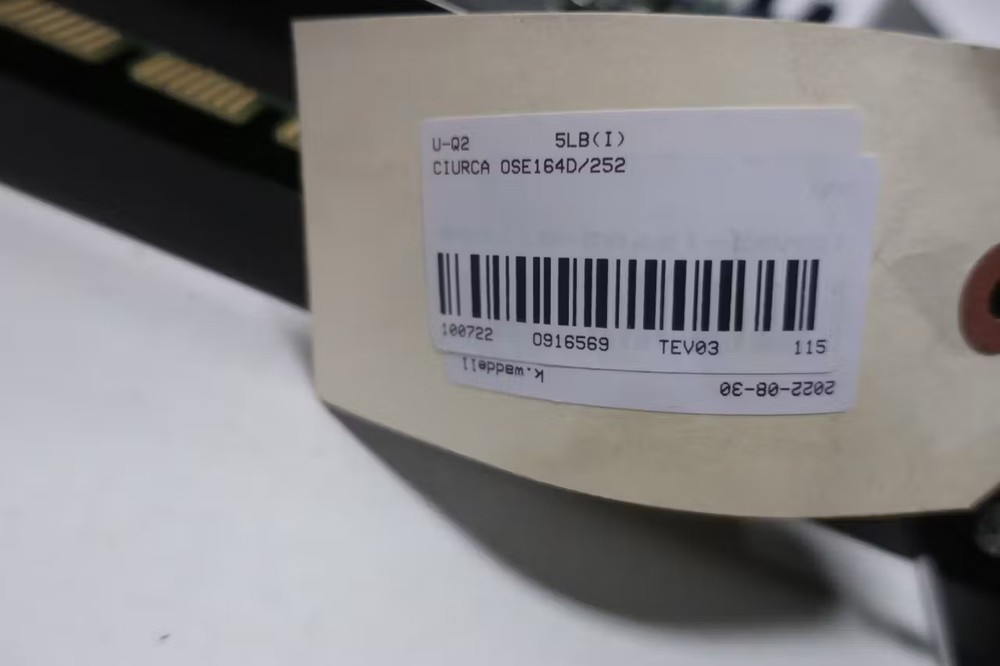 U-Q2 5LB(I)
CIURCA OSE164D/252
100722 0916569 TEV03 115
k.waddell 2022-08-30